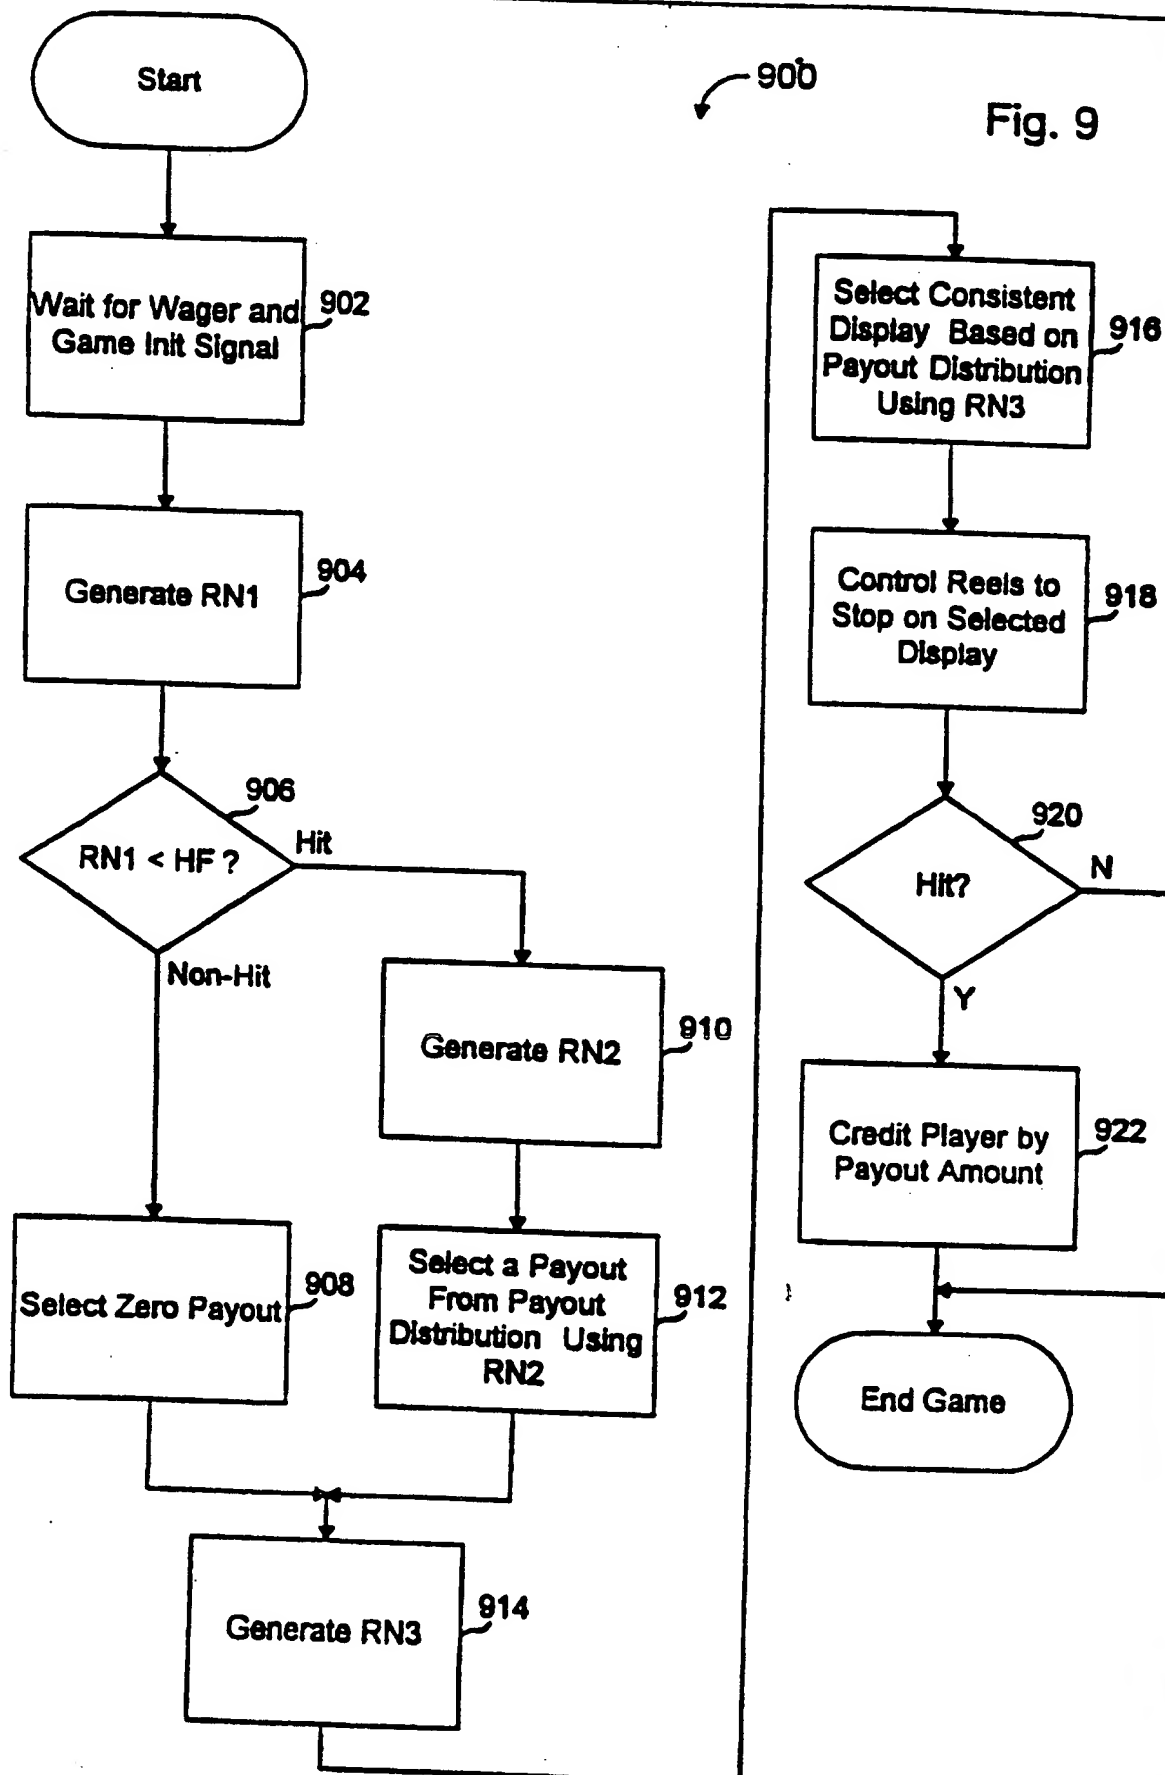 Start
900
Fig. 9
Wait for Wager and
Game Init Signal
902
Generate RN1
904
RN1 < HF ?
906
Hit
Non-Hit
Generate RN2
910
Select Zero Payout
908
Select a Payout
From Payout
Distribution Using
RN2
912
Generate RN3
914
Select Consistent
Display Based on
Payout Distribution
Using RN3
916
Control Reels to
Stop on Selected
Display
918
Hit?
920
N
Y
Credit Player by
Payout Amount
922
End Game